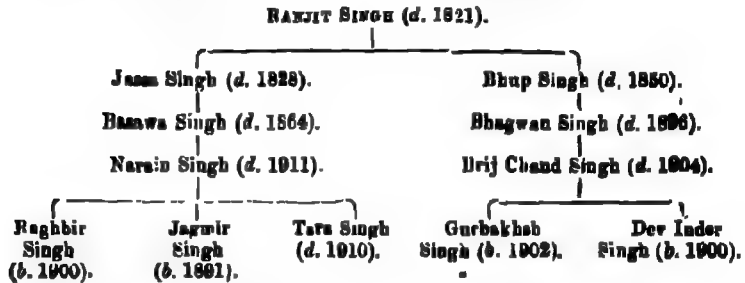 RANJIT SINGH (d. 1821).
Jassa Singh (d. 1828). Bhup Singh (d. 1850).
Basawa Singh (d. 1864). Bhagwan Singh (d. 1896).
Narain Singh (d. 1911). Brij Chand Singh (d. 1904).
Raghbir Jagmir Tara Singh Gurbakhsh Dev Inder
Singh Singh (d. 1910). Singh (b. 1902). Singh (b. 1900).
(b. 1900). (b. 1891).